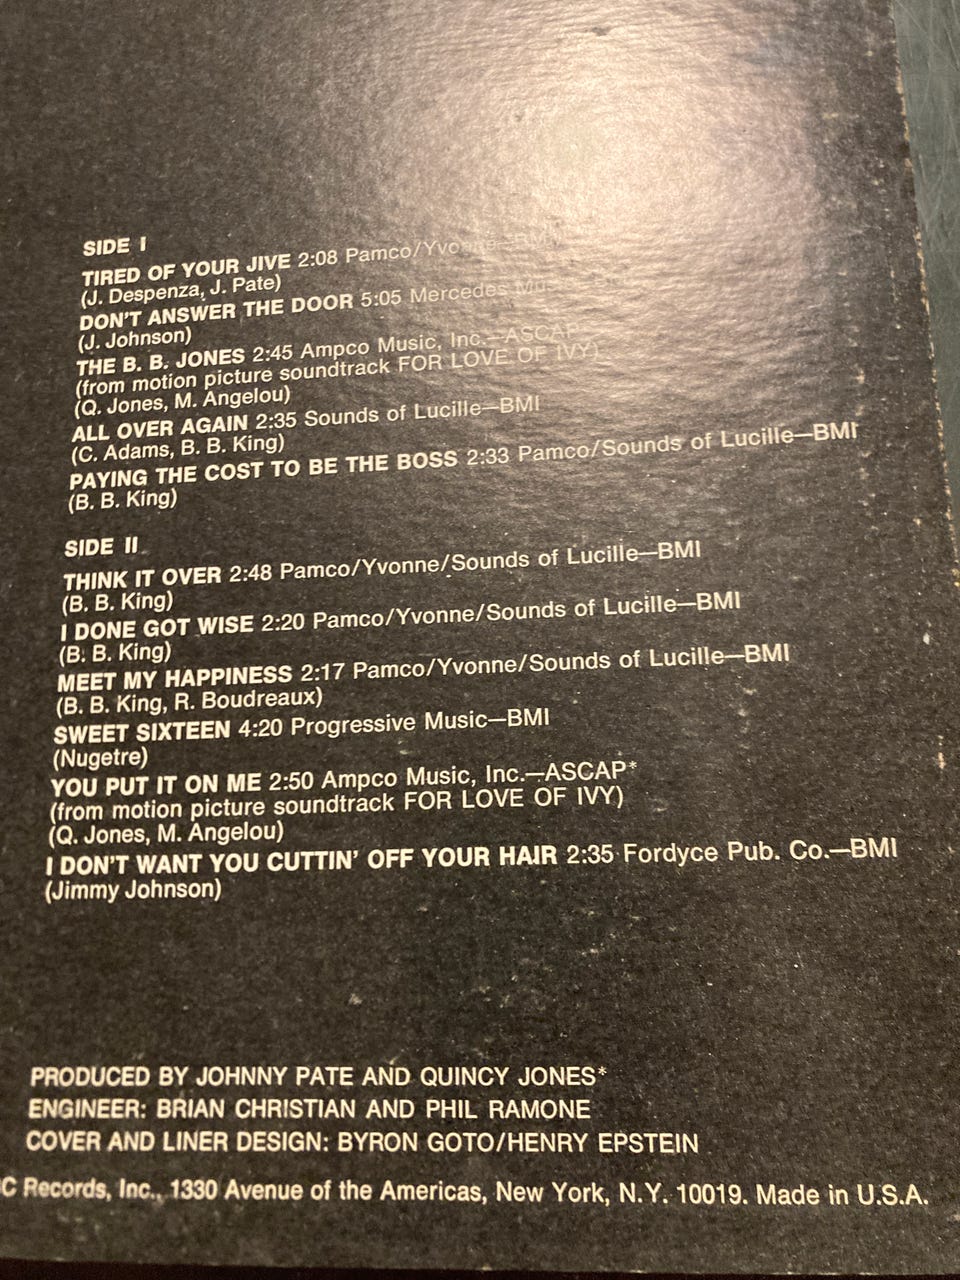 SIDE I
TIRED OF YOUR JIVE 2:08 Pamco/Yvonne—BMI
(J. Despenza, J. Pate)
DON'T ANSWER THE DOOR 5:05 Mercedes
(J. Johnson)
THE B. B. JONES 2:45 Ampco Music, Inc.—ASCAP
(from motion picture soundtrack FOR LOVE OF IVY)
(Q. Jones, M. Angelou)
ALL OVER AGAIN 2:35 Sounds of Lucille—BMI
(C. Adams, B. B. King)
PAYING THE COST TO BE THE BOSS 2:33 Pamco/Sounds of Lucille—BMI
(B. B. King)
SIDE II
THINK IT OVER 2:48 Pamco/Yvonne/Sounds of Lucille—BMI
(B. B. King)
I DONE GOT WISE 2:20 Pamco/Yvonne/Sounds of Lucille—BMI
(B. B. King)
MEET MY HAPPINESS 2:17 Pamco/Yvonne/Sounds of Lucille—BMI
(B. B. King, R. Boudreaux)
SWEET SIXTEEN 4:20 Progressive Music—BMI
(Nugetre)
YOU PUT IT ON ME 2:50 Ampco Music, Inc.—ASCAP*
(from motion picture soundtrack FOR LOVE OF IVY)
(Q. Jones, M. Angelou)
I DON'T WANT YOU CUTTIN' OFF YOUR HAIR 2:35 Fordyce Pub. Co.—BMI
(Jimmy Johnson)
PRODUCED BY JOHNNY PATE AND QUINCY JONES*
ENGINEER: BRIAN CHRISTIAN AND PHIL RAMONE
COVER AND LINER DESIGN: BYRON GOTO/HENRY EPSTEIN
C Records, Inc., 1330 Avenue of the Americas, New York, N.Y. 10019. Made in U.S.A.